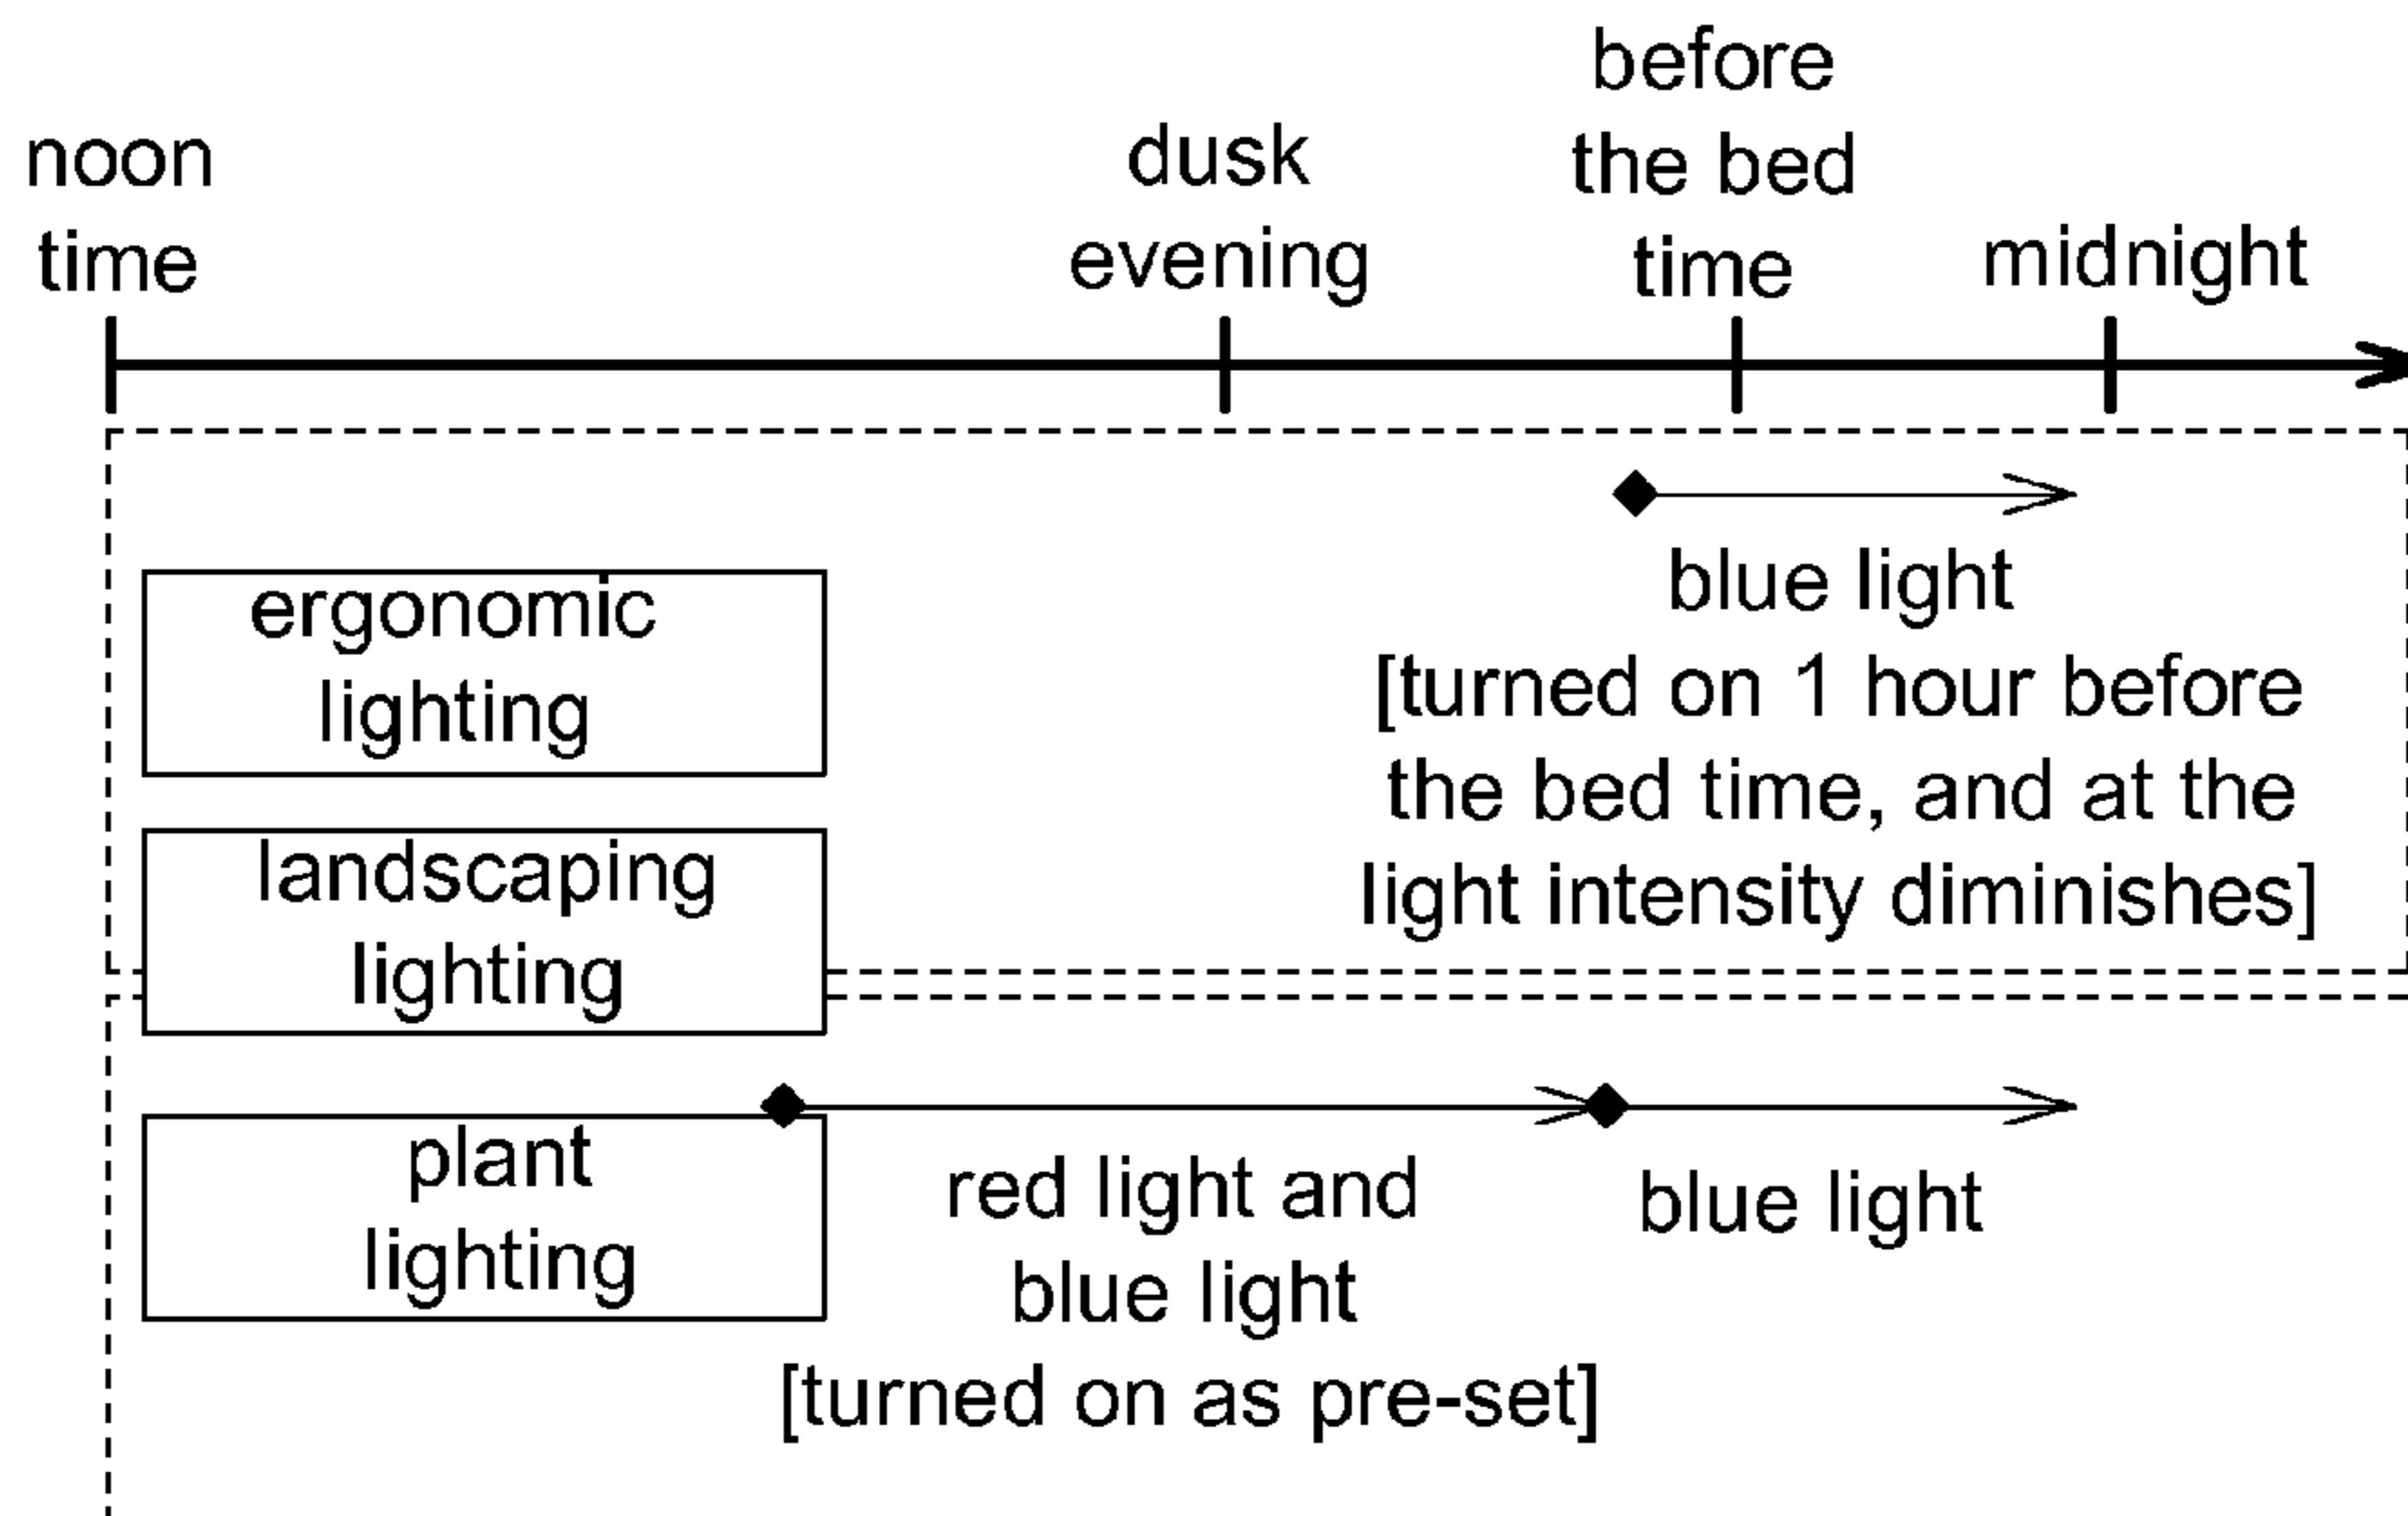 noon
time
dusk
evening
before
the bed
time
midnight
blue light
[turned on 1 hour before
the bed time, and at the
light intensity diminishes]
ergonomic
lighting
landscaping
lighting
plant
lighting
red light and
blue light
[turned on as pre-set]
blue light